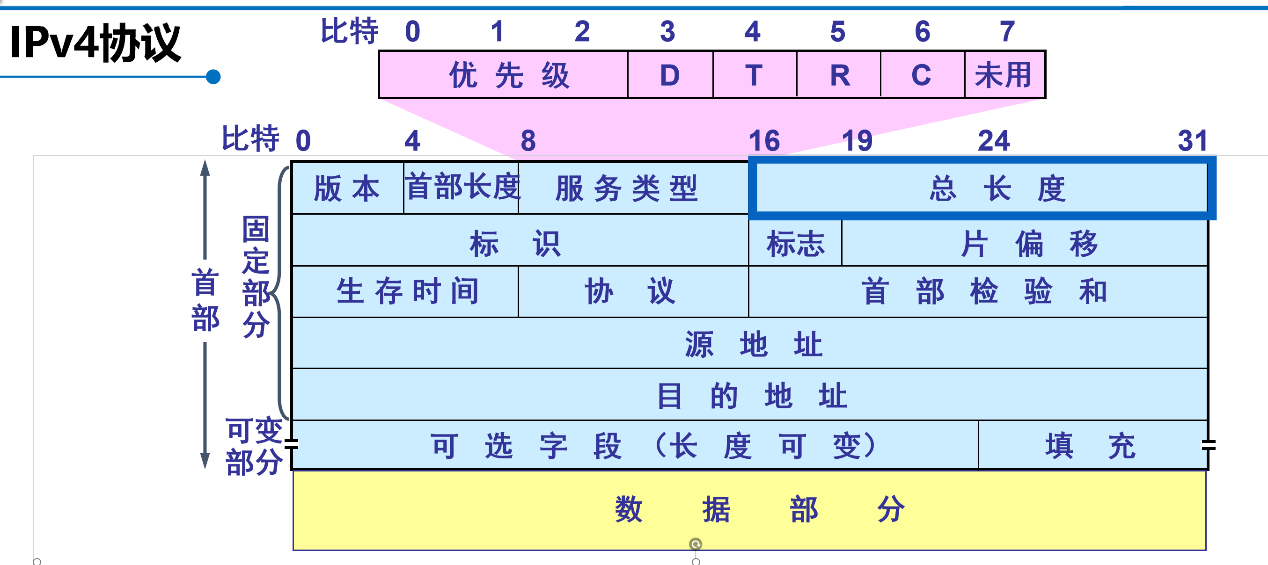 IPv4协议
比特 0 1 2 3 4 5 6 7
优先级 D T R C 未用
比特 0 4 8 16 19 24 31
版本 首部长度 服务类型 总长度
标识 标志 片偏移
生存时间 协议 首部检验和
源地址
目的地址
可选字段（长度可变） 填充
数据部分
首部
固定部分
可变
部分